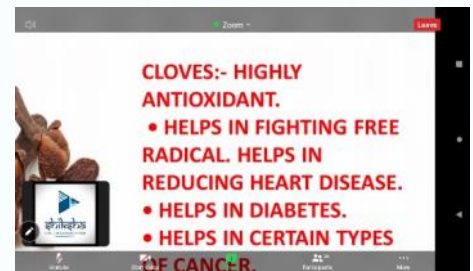 Zoom
Leave
CLOVES:- HIGHLY
ANTIOXIDANT.
• HELPS IN FIGHTING FREE
RADICAL. HELPS IN
REDUCING HEART DISEASE.
• HELPS IN DIABETES.
• HELPS IN CERTAIN TYPES
OF CANCER.
shiksha
Unmute
Participants
More